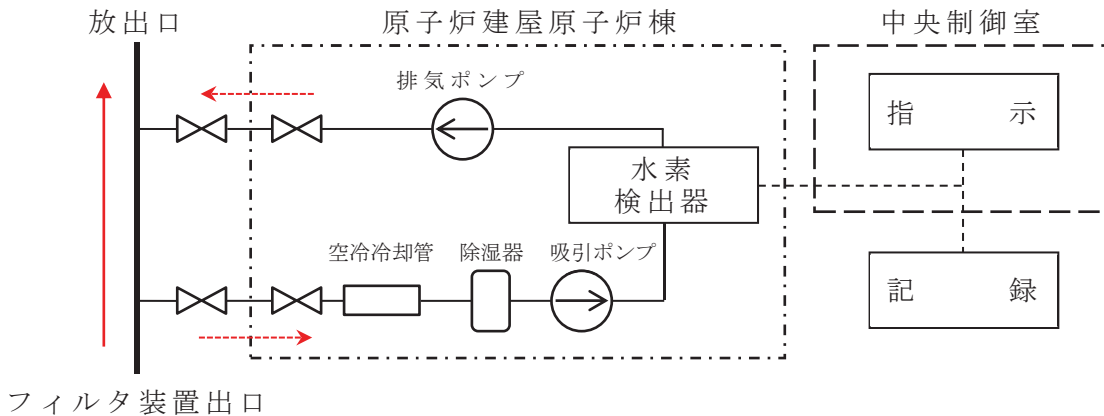 放出口
原子炉建屋原子炉棟
中央制御室
排気ポンプ
指示
水素
検出器
空冷冷却管
除湿器
吸引ポンプ
記録
フィルタ装置出口